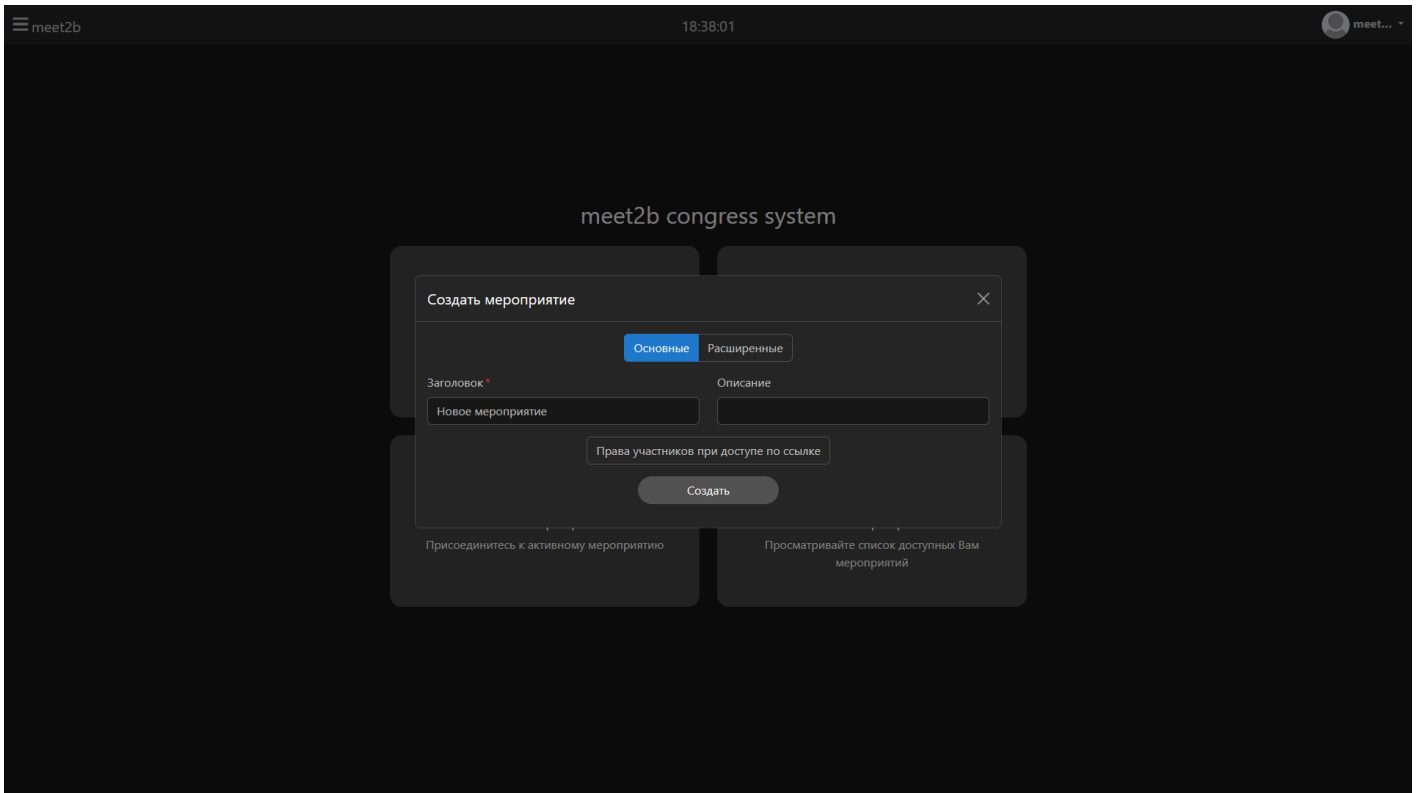 meet2b 18:38:01 meet...
meet2b congress system
Создать мероприятие
Основные Расширенные
Заголовок * Описание
Новое мероприятие
Права участников при доступе по ссылке
Создать
Присоединитесь к активному мероприятию
Просматривайте список доступных Вам
мероприятий